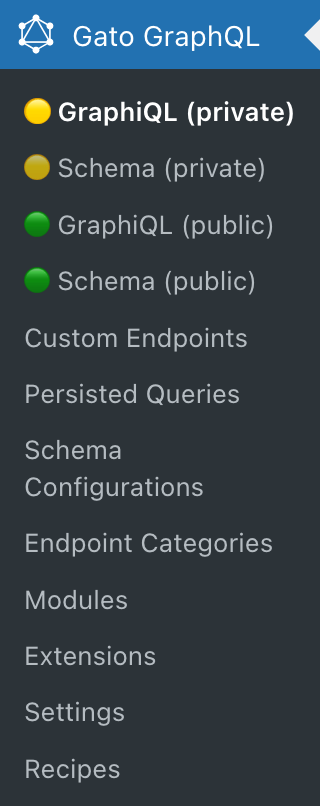 Gato GraphQL
GraphiQL (private)
Schema (private)
GraphiQL (public)
Schema (public)
Custom Endpoints
Persisted Queries
Schema
Configurations
Endpoint Categories
Modules
Extensions
Settings
Recipes